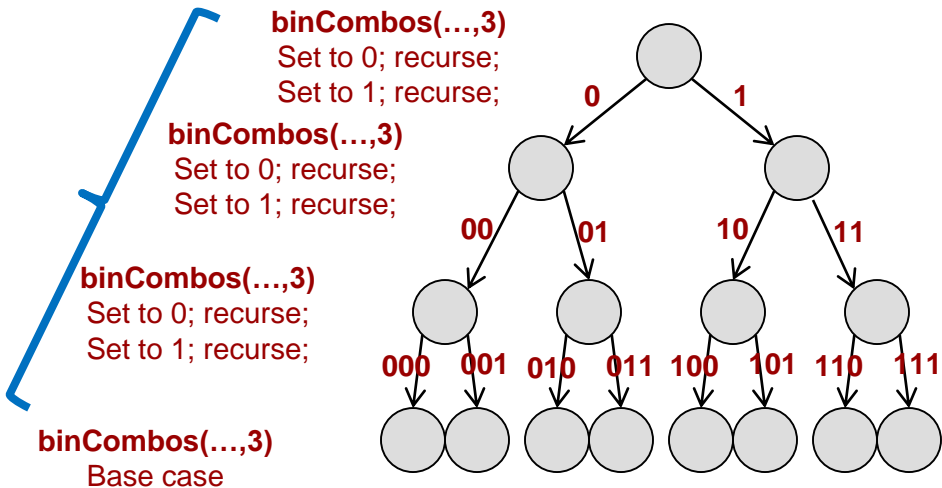 binCombos(…,3)
Set to 0; recurse;
Set to 1; recurse;
0 1
binCombos(…,3)
Set to 0; recurse;
Set to 1; recurse;
00 01 10 11
binCombos(…,3)
Set to 0; recurse;
Set to 1; recurse;
000 001 010 011 100 101 110 111
binCombos(…,3)
Base case